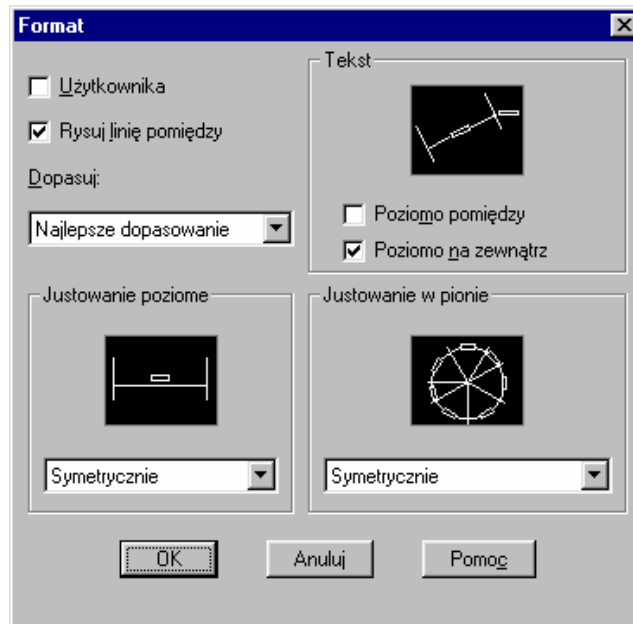 Format
Użytkownika
Rysuj linię pomiędzy
Dopasuj:
Najlepsze dopasowanie
Tekst
Poziomo pomiędzy
Poziomo na zewnątrz
Justowanie poziome
Symetrycznie
Justowanie w pionie
Symetrycznie
OK
Anuluj
Pomoc